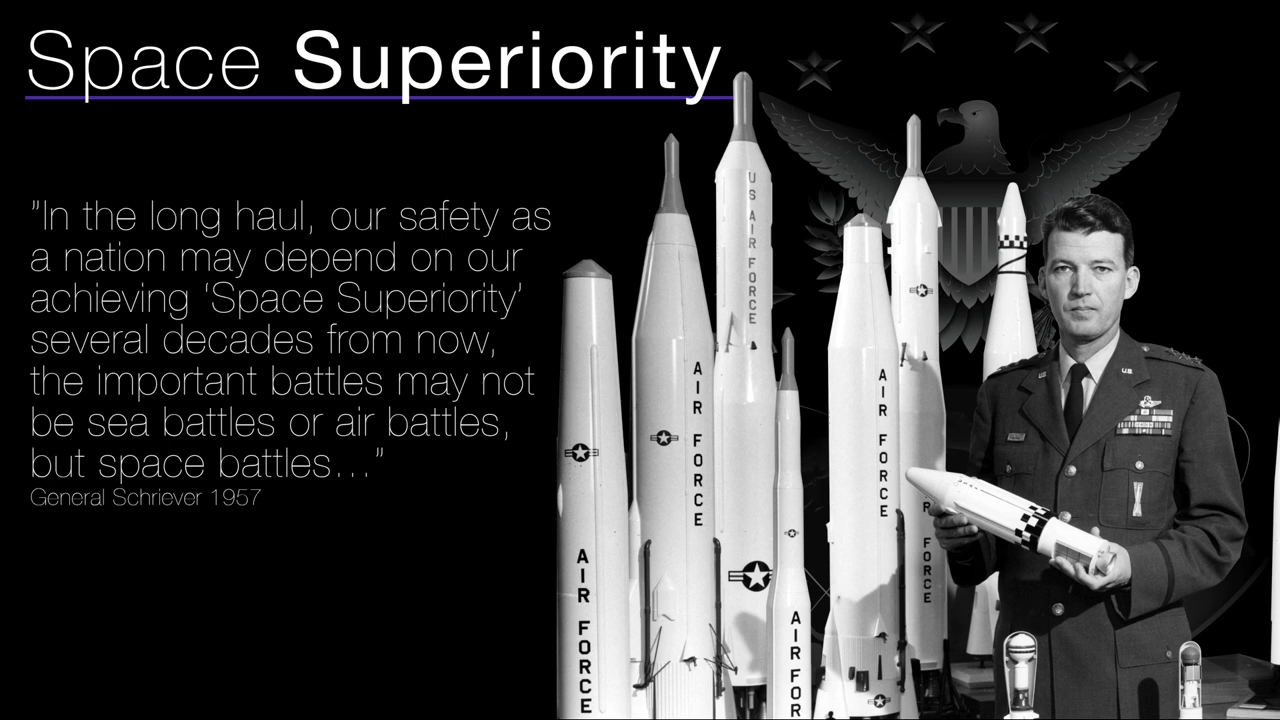 Space Superiority
"In the long haul, our safety as
a nation may depend on our
achieving ‘Space Superiority’
several decades from now,
the important battles may not
be sea battles or air battles,
but space battles…"
General Schriever 1957
AIR FORCE
AIR FORCE
US AIR FORCE
AIR FOR
AIR FORCE
R FORCE
U.S.